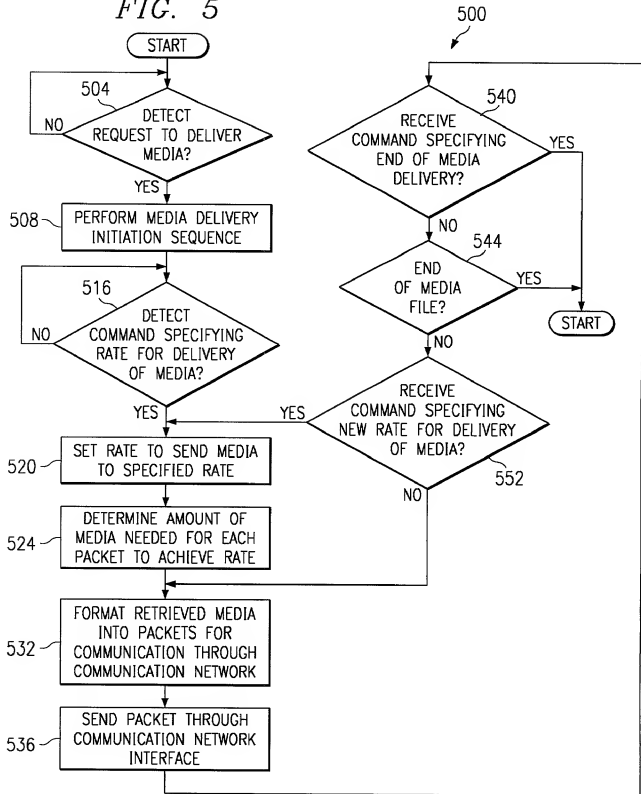 FIG. 5
500
START
504
DETECT
REQUEST TO DELIVER
MEDIA?
NO
YES
508
PERFORM MEDIA DELIVERY
INITIATION SEQUENCE
516
DETECT
COMMAND SPECIFYING
RATE FOR DELIVERY
OF MEDIA?
NO
YES
520
SET RATE TO SEND MEDIA
TO SPECIFIED RATE
524
DETERMINE AMOUNT OF
MEDIA NEEDED FOR EACH
PACKET TO ACHIEVE RATE
532
FORMAT RETRIEVED MEDIA
INTO PACKETS FOR
COMMUNICATION THROUGH
COMMUNICATION NETWORK
536
SEND PACKET THROUGH
COMMUNICATION NETWORK
INTERFACE
540
RECEIVE
COMMAND SPECIFYING
END OF MEDIA
DELIVERY?
YES
NO
544
END
OF MEDIA
FILE?
YES
START
NO
RECEIVE
COMMAND SPECIFYING
NEW RATE FOR DELIVERY
OF MEDIA?
YES
552
NO